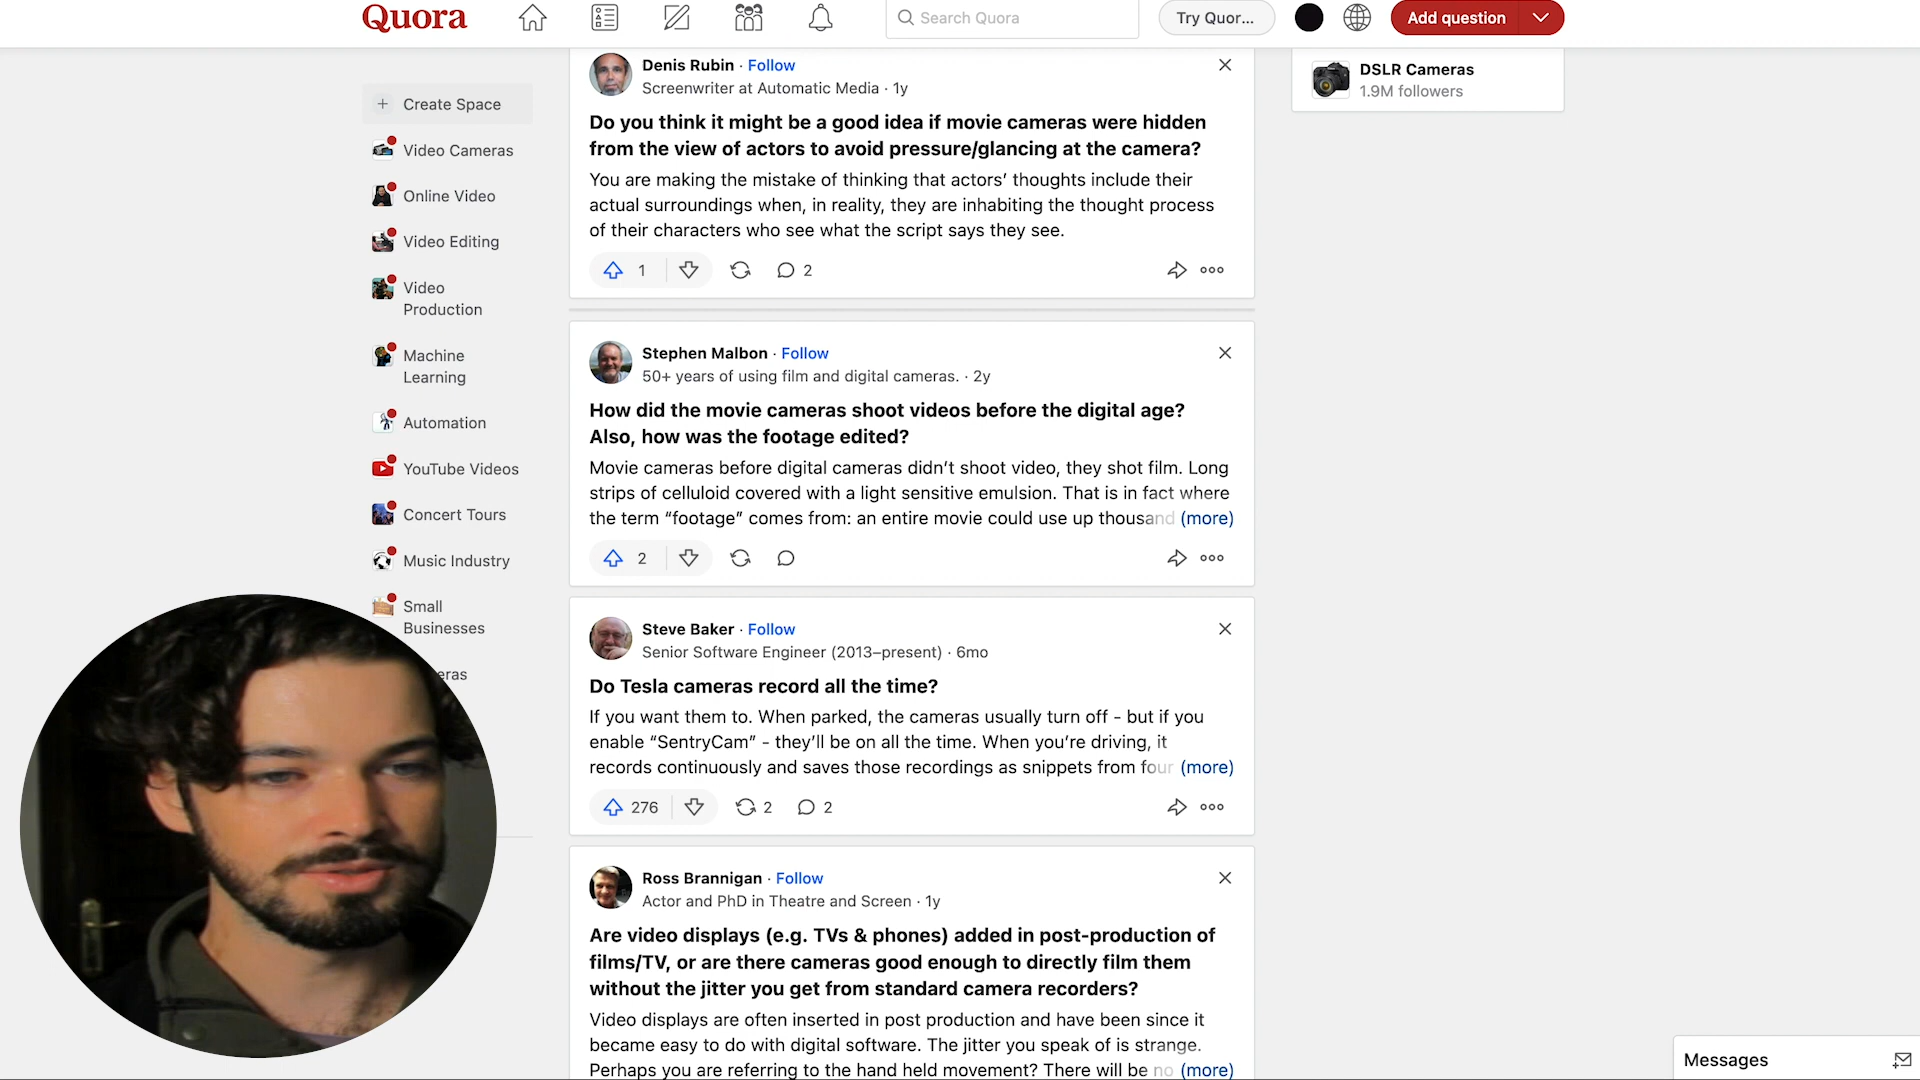 Quora
Search Quora
Try Quor...
Add question
Create Space
Video Cameras
Online Video
Video Editing
Video
Production
Machine
Learning
Automation
YouTube Videos
Concert Tours
Music Industry
Small
Businesses
eras
Denis Rubin · Follow
Screenwriter at Automatic Media · 1y
Do you think it might be a good idea if movie cameras were hidden
from the view of actors to avoid pressure/glancing at the camera?
You are making the mistake of thinking that actors’ thoughts include their
actual surroundings when, in reality, they are inhabiting the thought process
of their characters who see what the script says they see.
1
2
Stephen Malbon · Follow
50+ years of using film and digital cameras. · 2y
How did the movie cameras shoot videos before the digital age?
Also, how was the footage edited?
Movie cameras before digital cameras didn’t shoot video, they shot film. Long
strips of celluloid covered with a light sensitive emulsion. That is in fact where
the term “footage” comes from: an entire movie could use up thousand (more)
2
Steve Baker · Follow
Senior Software Engineer (2013–present) · 6mo
Do Tesla cameras record all the time?
If you want them to. When parked, the cameras usually turn off - but if you
enable “SentryCam” - they’ll be on all the time. When you’re driving, it
records continuously and saves those recordings as snippets from four (more)
276
2
2
Ross Brannigan · Follow
Actor and PhD in Theatre and Screen · 1y
Are video displays (e.g. TVs & phones) added in post-production of
films/TV, or are there cameras good enough to directly film them
without the jitter you get from standard camera recorders?
Video displays are often inserted in post production and have been since it
became easy to do with digital software. The jitter you speak of is strange.
Perhaps you are referring to the hand held movement? There will be no (more)
DSLR Cameras
1.9M followers
Messages